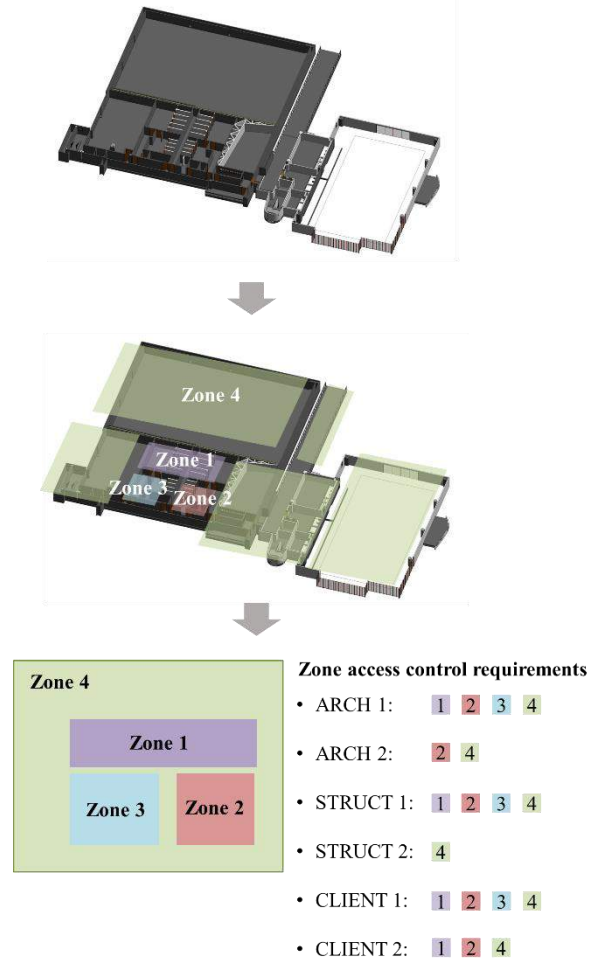 Zone 4
Zone 1
Zone 3
Zone 2
Zone 4
Zone 1
Zone 3
Zone 2
Zone access control requirements
• ARCH 1: 1 2 3 4
• ARCH 2: 2 4
• STRUCT 1: 1 2 3 4
• STRUCT 2: 4
• CLIENT 1: 1 2 3 4
• CLIENT 2: 1 2 4